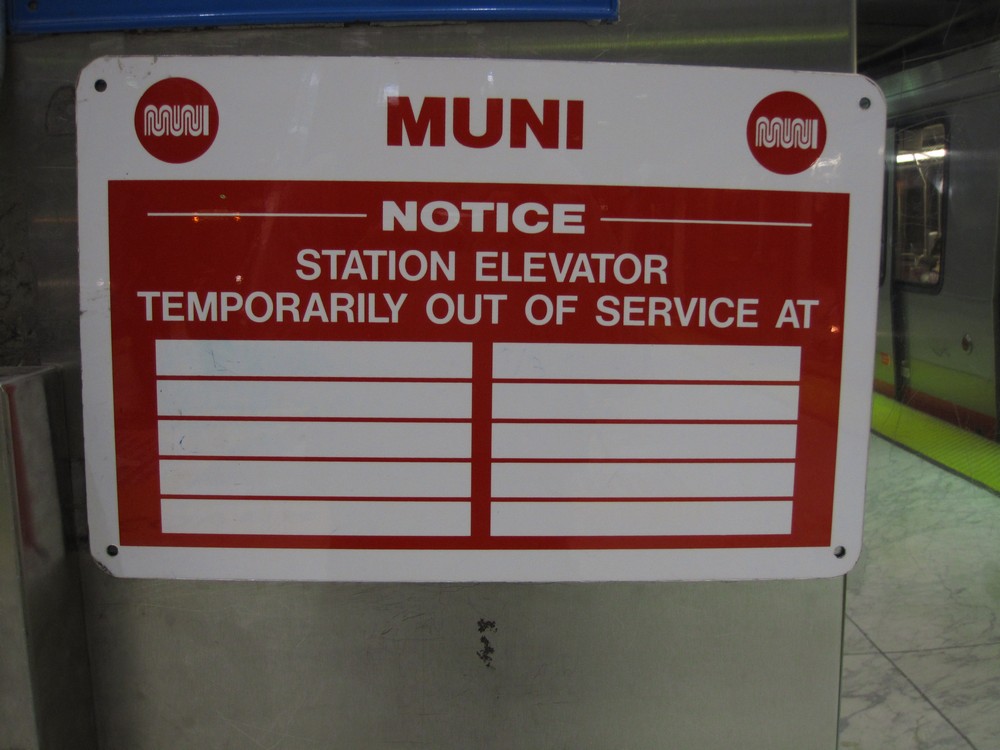 MUNI MUNI MUNI
NOTICE
STATION ELEVATOR
TEMPORARILY OUT OF SERVICE AT